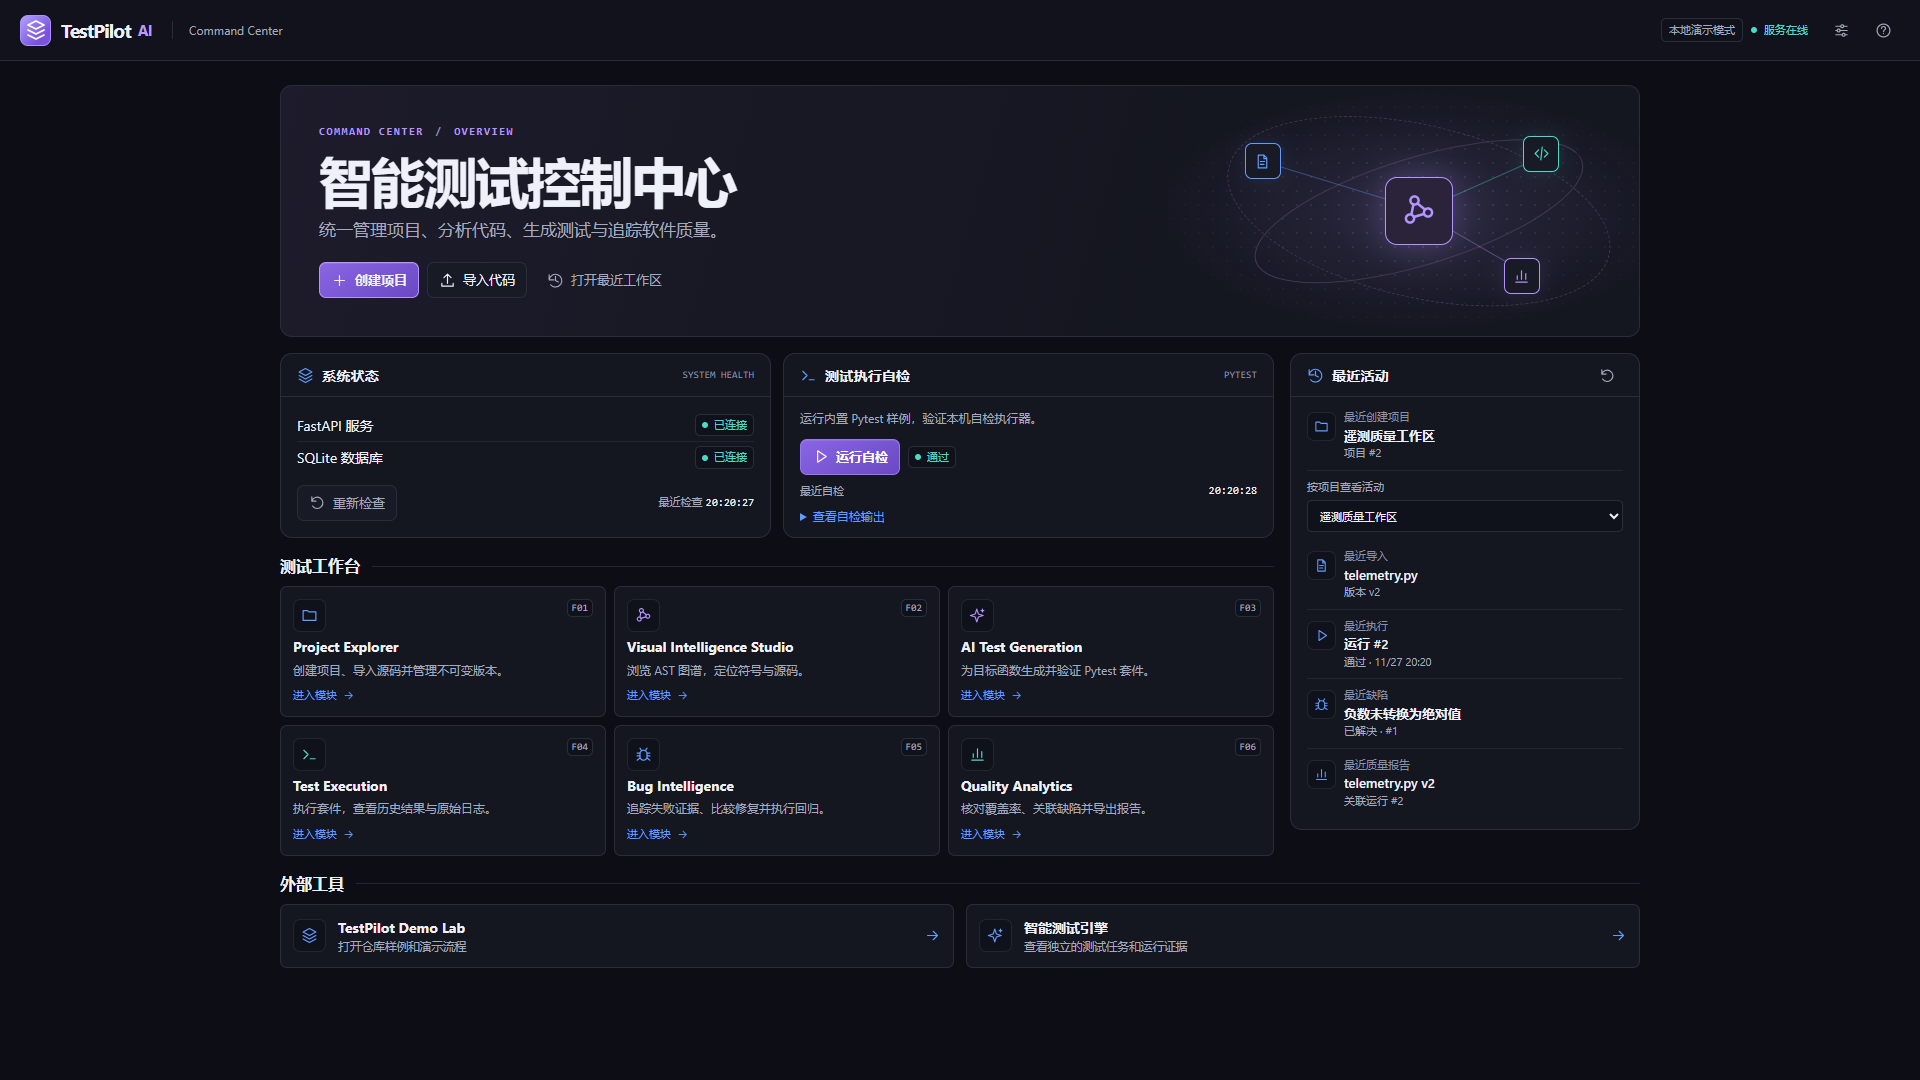 TestPilot AI
Command Center
本地演示模式
服务在线
COMMAND CENTER / OVERVIEW
智能测试控制中心
统一管理项目、分析代码、生成测试与追踪软件质量。
创建项目
导入代码
打开最近工作区
系统状态
SYSTEM HEALTH
FastAPI 服务
已连接
SQLite 数据库
已连接
重新检查
最近检查 20:20:27
测试执行自检
PYTEST
运行内置 Pytest 样例，验证本机自检执行器。
运行自检
通过
最近自检
20:20:28
查看自检输出
最近活动
最近创建项目
遥测质量工作区
项目 #2
按项目查看活动
遥测质量工作区
最近导入
telemetry.py
版本 v2
最近执行
运行 #2
通过 · 11/27 20:20
最近缺陷
负数未转换为绝对值
已解决 · #1
最近质量报告
telemetry.py v2
关联运行 #2
测试工作台
F01
Project Explorer
创建项目、导入源码并管理不可变版本。
进入模块
F02
Visual Intelligence Studio
浏览 AST 图谱，定位符号与源码。
进入模块
F03
AI Test Generation
为目标函数生成并验证 Pytest 套件。
进入模块
F04
Test Execution
执行套件，查看历史结果与原始日志。
进入模块
F05
Bug Intelligence
追踪失败证据、比较修复并执行回归。
进入模块
F06
Quality Analytics
核对覆盖率、关联缺陷并导出报告。
进入模块
外部工具
TestPilot Demo Lab
打开仓库样例和演示流程
智能测试引擎
查看独立的测试任务和运行证据